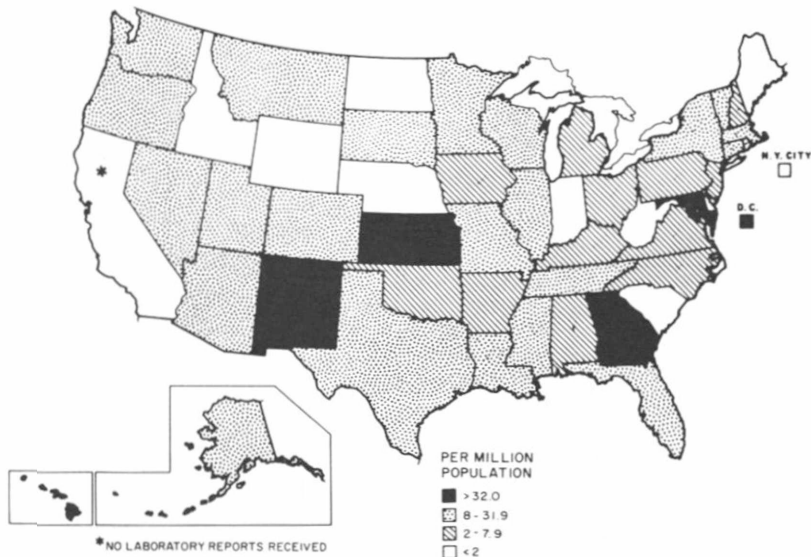 *
N.Y. CITY
D.C.
PER MILLION
POPULATION
>32.0
8-31.9
2-7.9
<2
*NO LABORATORY REPORTS RECEIVED